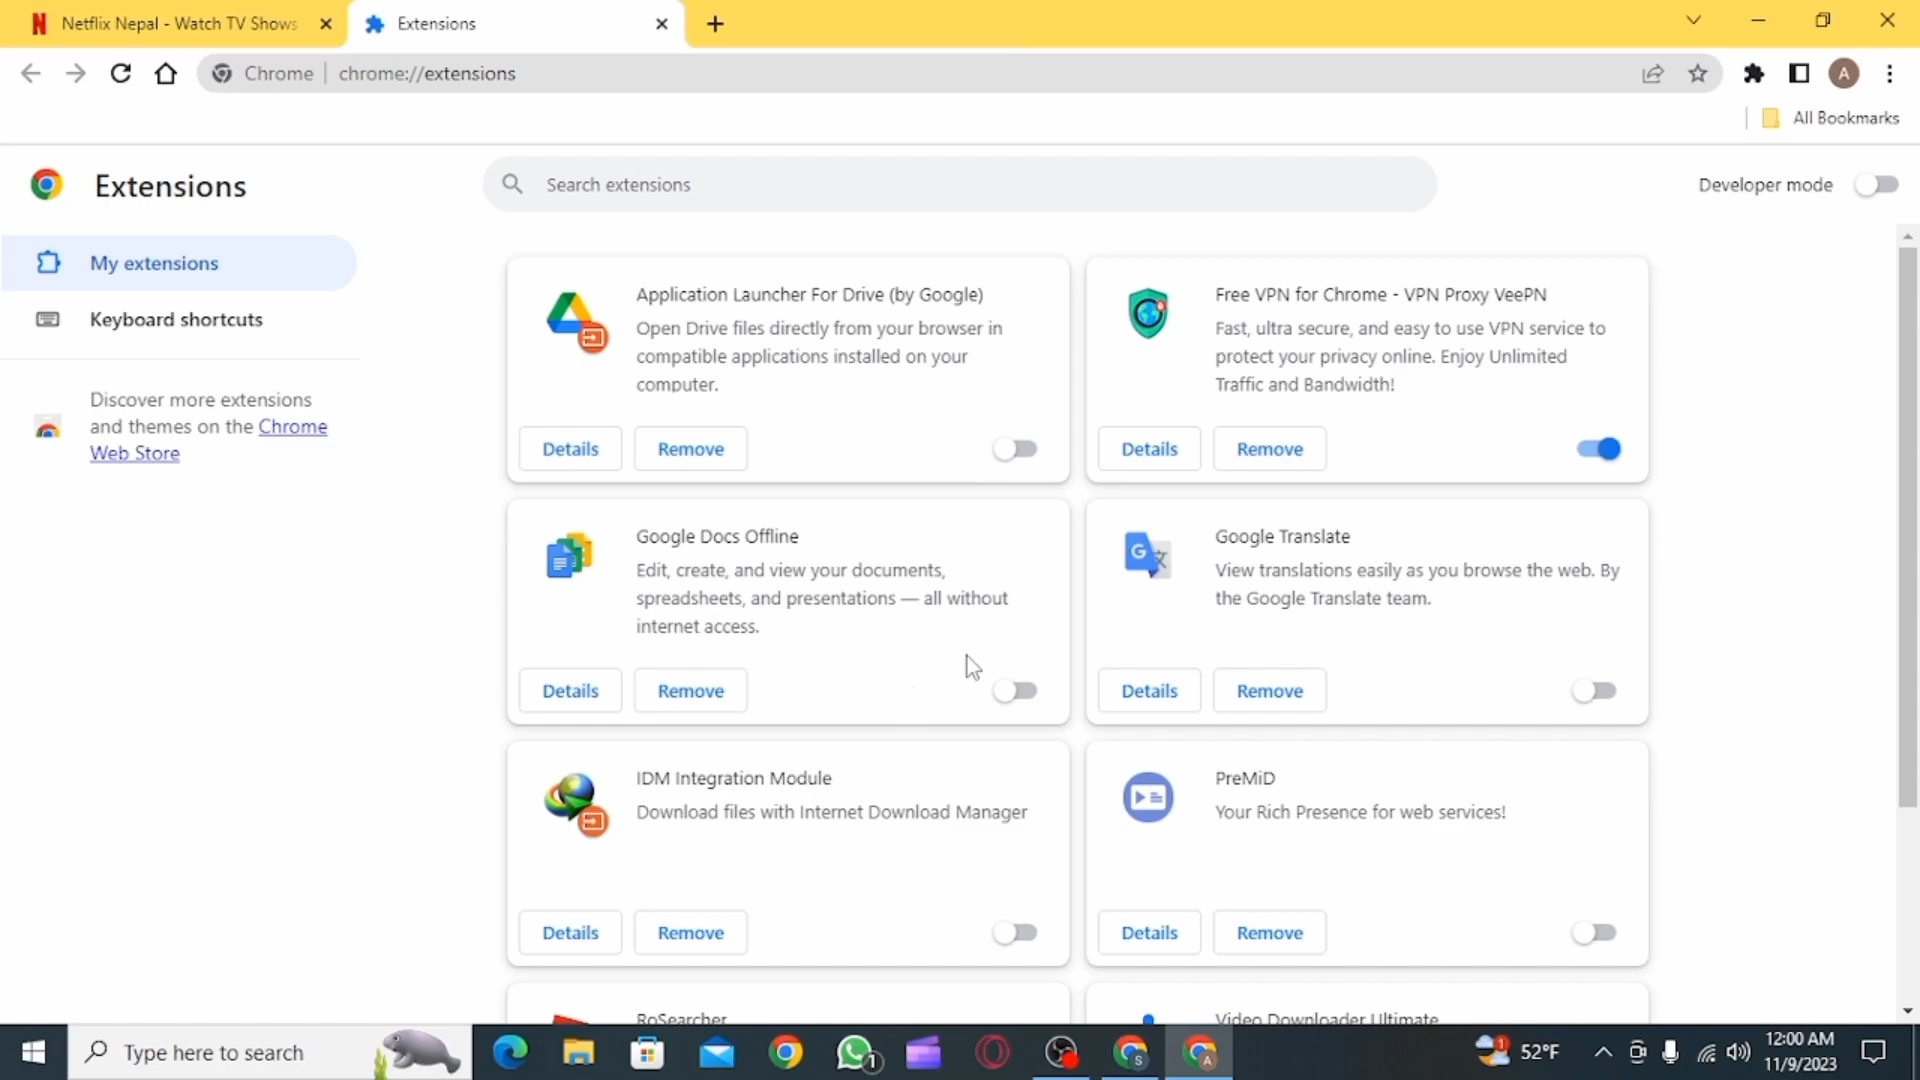 Netflix Nepal - Watch TV Shows
Extensions
Chrome
chrome://extensions
A
All Bookmarks
Extensions
Search extensions
Developer mode
My extensions
Keyboard shortcuts
Discover more extensions
and themes on the Chrome
Web Store
Application Launcher For Drive (by Google)
Open Drive files directly from your browser in
compatible applications installed on your
computer.
Details
Remove
Free VPN for Chrome - VPN Proxy VeePN
Fast, ultra secure, and easy to use VPN service to
protect your privacy online. Enjoy Unlimited
Traffic and Bandwidth!
Details
Remove
Google Docs Offline
Edit, create, and view your documents,
spreadsheets, and presentations — all without
internet access.
Details
Remove
Google Translate
View translations easily as you browse the web. By
the Google Translate team.
Details
Remove
IDM Integration Module
Download files with Internet Download Manager
Details
Remove
PreMiD
Your Rich Presence for web services!
Details
Remove
RoSearcher
Video Downloader Ultimate
Type here to search
1
S
A
1
52°F
12:00 AM
11/9/2023